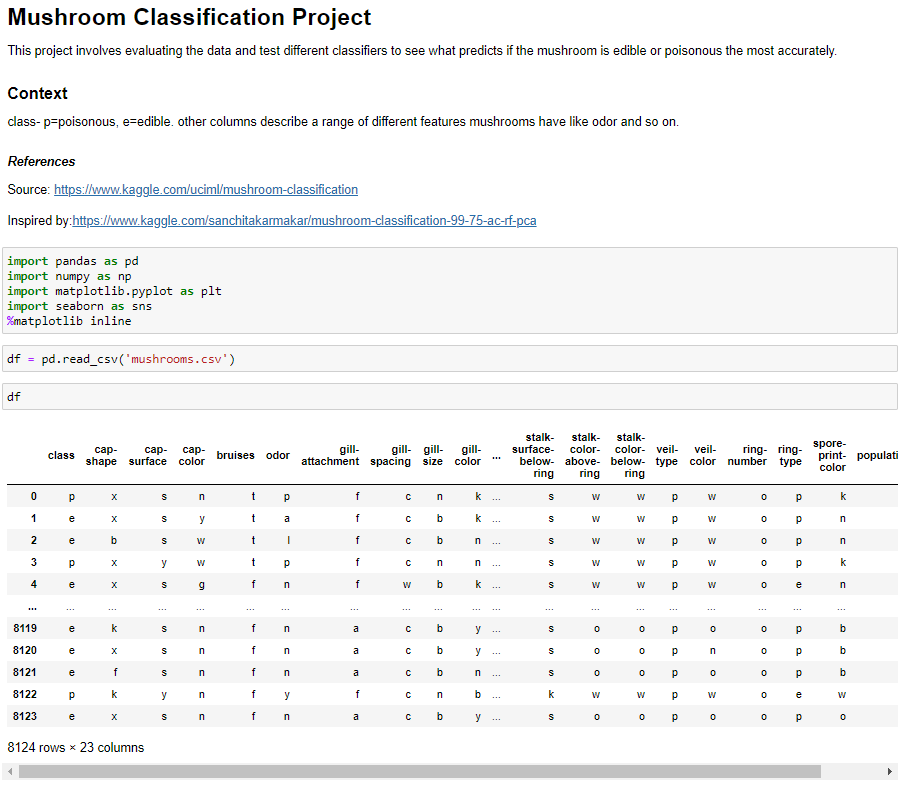 Mushroom Classification Project
This project involves evaluating the data and test different classifiers to see what predicts if the mushroom is edible or poisonous the most accurately.
Context
class- p=poisonous, e=edible. other columns describe a range of different features mushrooms have like odor and so on.
References
Source: https://www.kaggle.com/uciml/mushroom-classification
Inspired by:https://www.kaggle.com/sanchitakarmakar/mushroom-classification-99-75-ac-rf-pca
import pandas as pd
import numpy as np
import matplotlib.pyplot as plt
import seaborn as sns
%matplotlib inline
df = pd.read_csv('mushrooms.csv')
df
class cap-shape cap-surface cap-color bruises odor gill-attachment gill-spacing gill-size gill-color ... stalk-surface-below-ring stalk-color-above-ring stalk-color-below-ring veil-type veil-color ring-number ring-type spore-print-color populati
0 p x s n t p f c n k ... s w w p w o p k
1 e x s y t a f c b k ... s w w p w o p n
2 e b s w t l f c b n ... s w w p w o p n
3 p x y w t p f c n n ... s w w p w o p k
4 e x s g f n f w b k ... s w w p w o e n
... ... ... ... ... ... ... ... ... ... ... ... ... ... ... ... ... ... ... ...
8119 e k s n f n a c b y ... s o o p o o p b
8120 e x s n f n a c b y ... s o o p n o p b
8121 e f s n f n a c b n ... s o o p o o p b
8122 p k y n f y f c n b ... k w w p w o e w
8123 e x s n f n a c b y ... s o o p o o p o
8124 rows × 23 columns